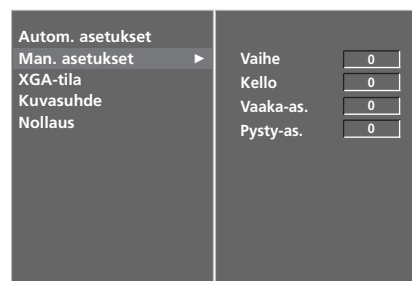 Autom. asetukset
Man. asetukset ►
XGA-tila
Kuvasuhde
Nollaus
Vaihe 0
Kello 0
Vaaka-as. 0
Pysty-as. 0